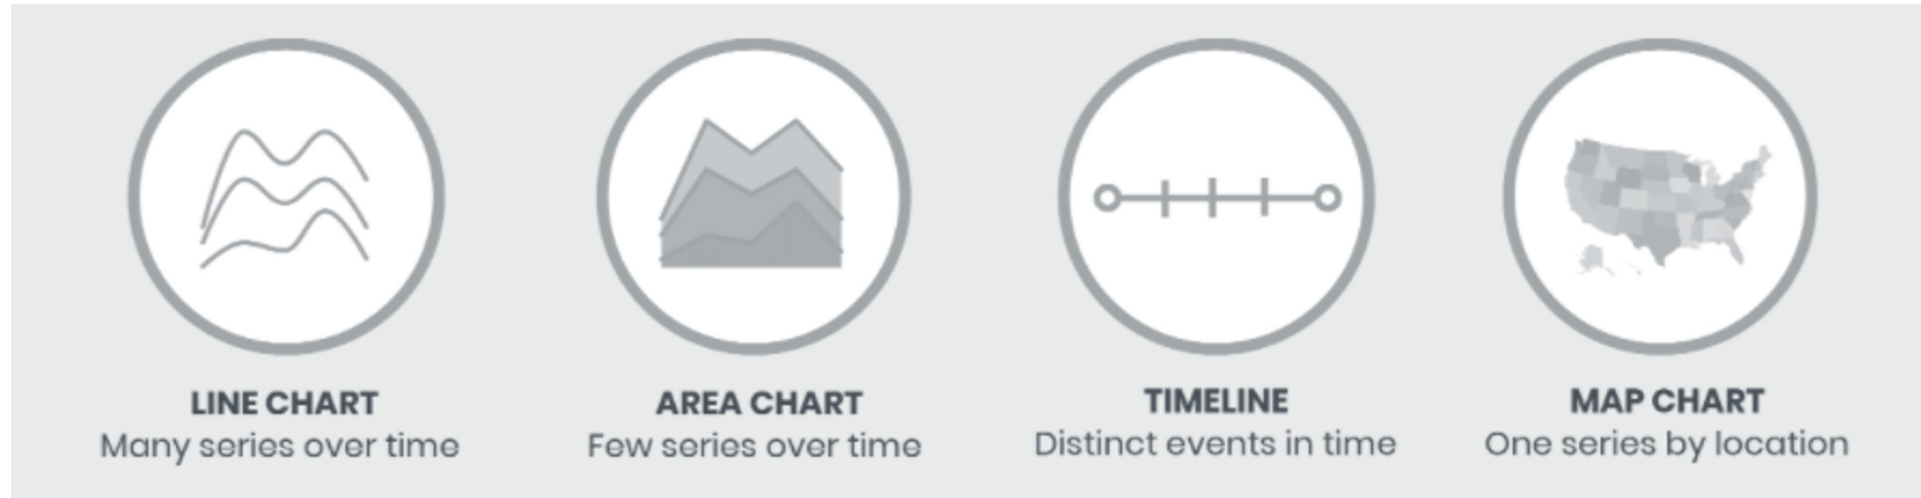 LINE CHART
Many series over time
AREA CHART
Few series over time
TIMELINE
Distinct events in time
MAP CHART
One series by location